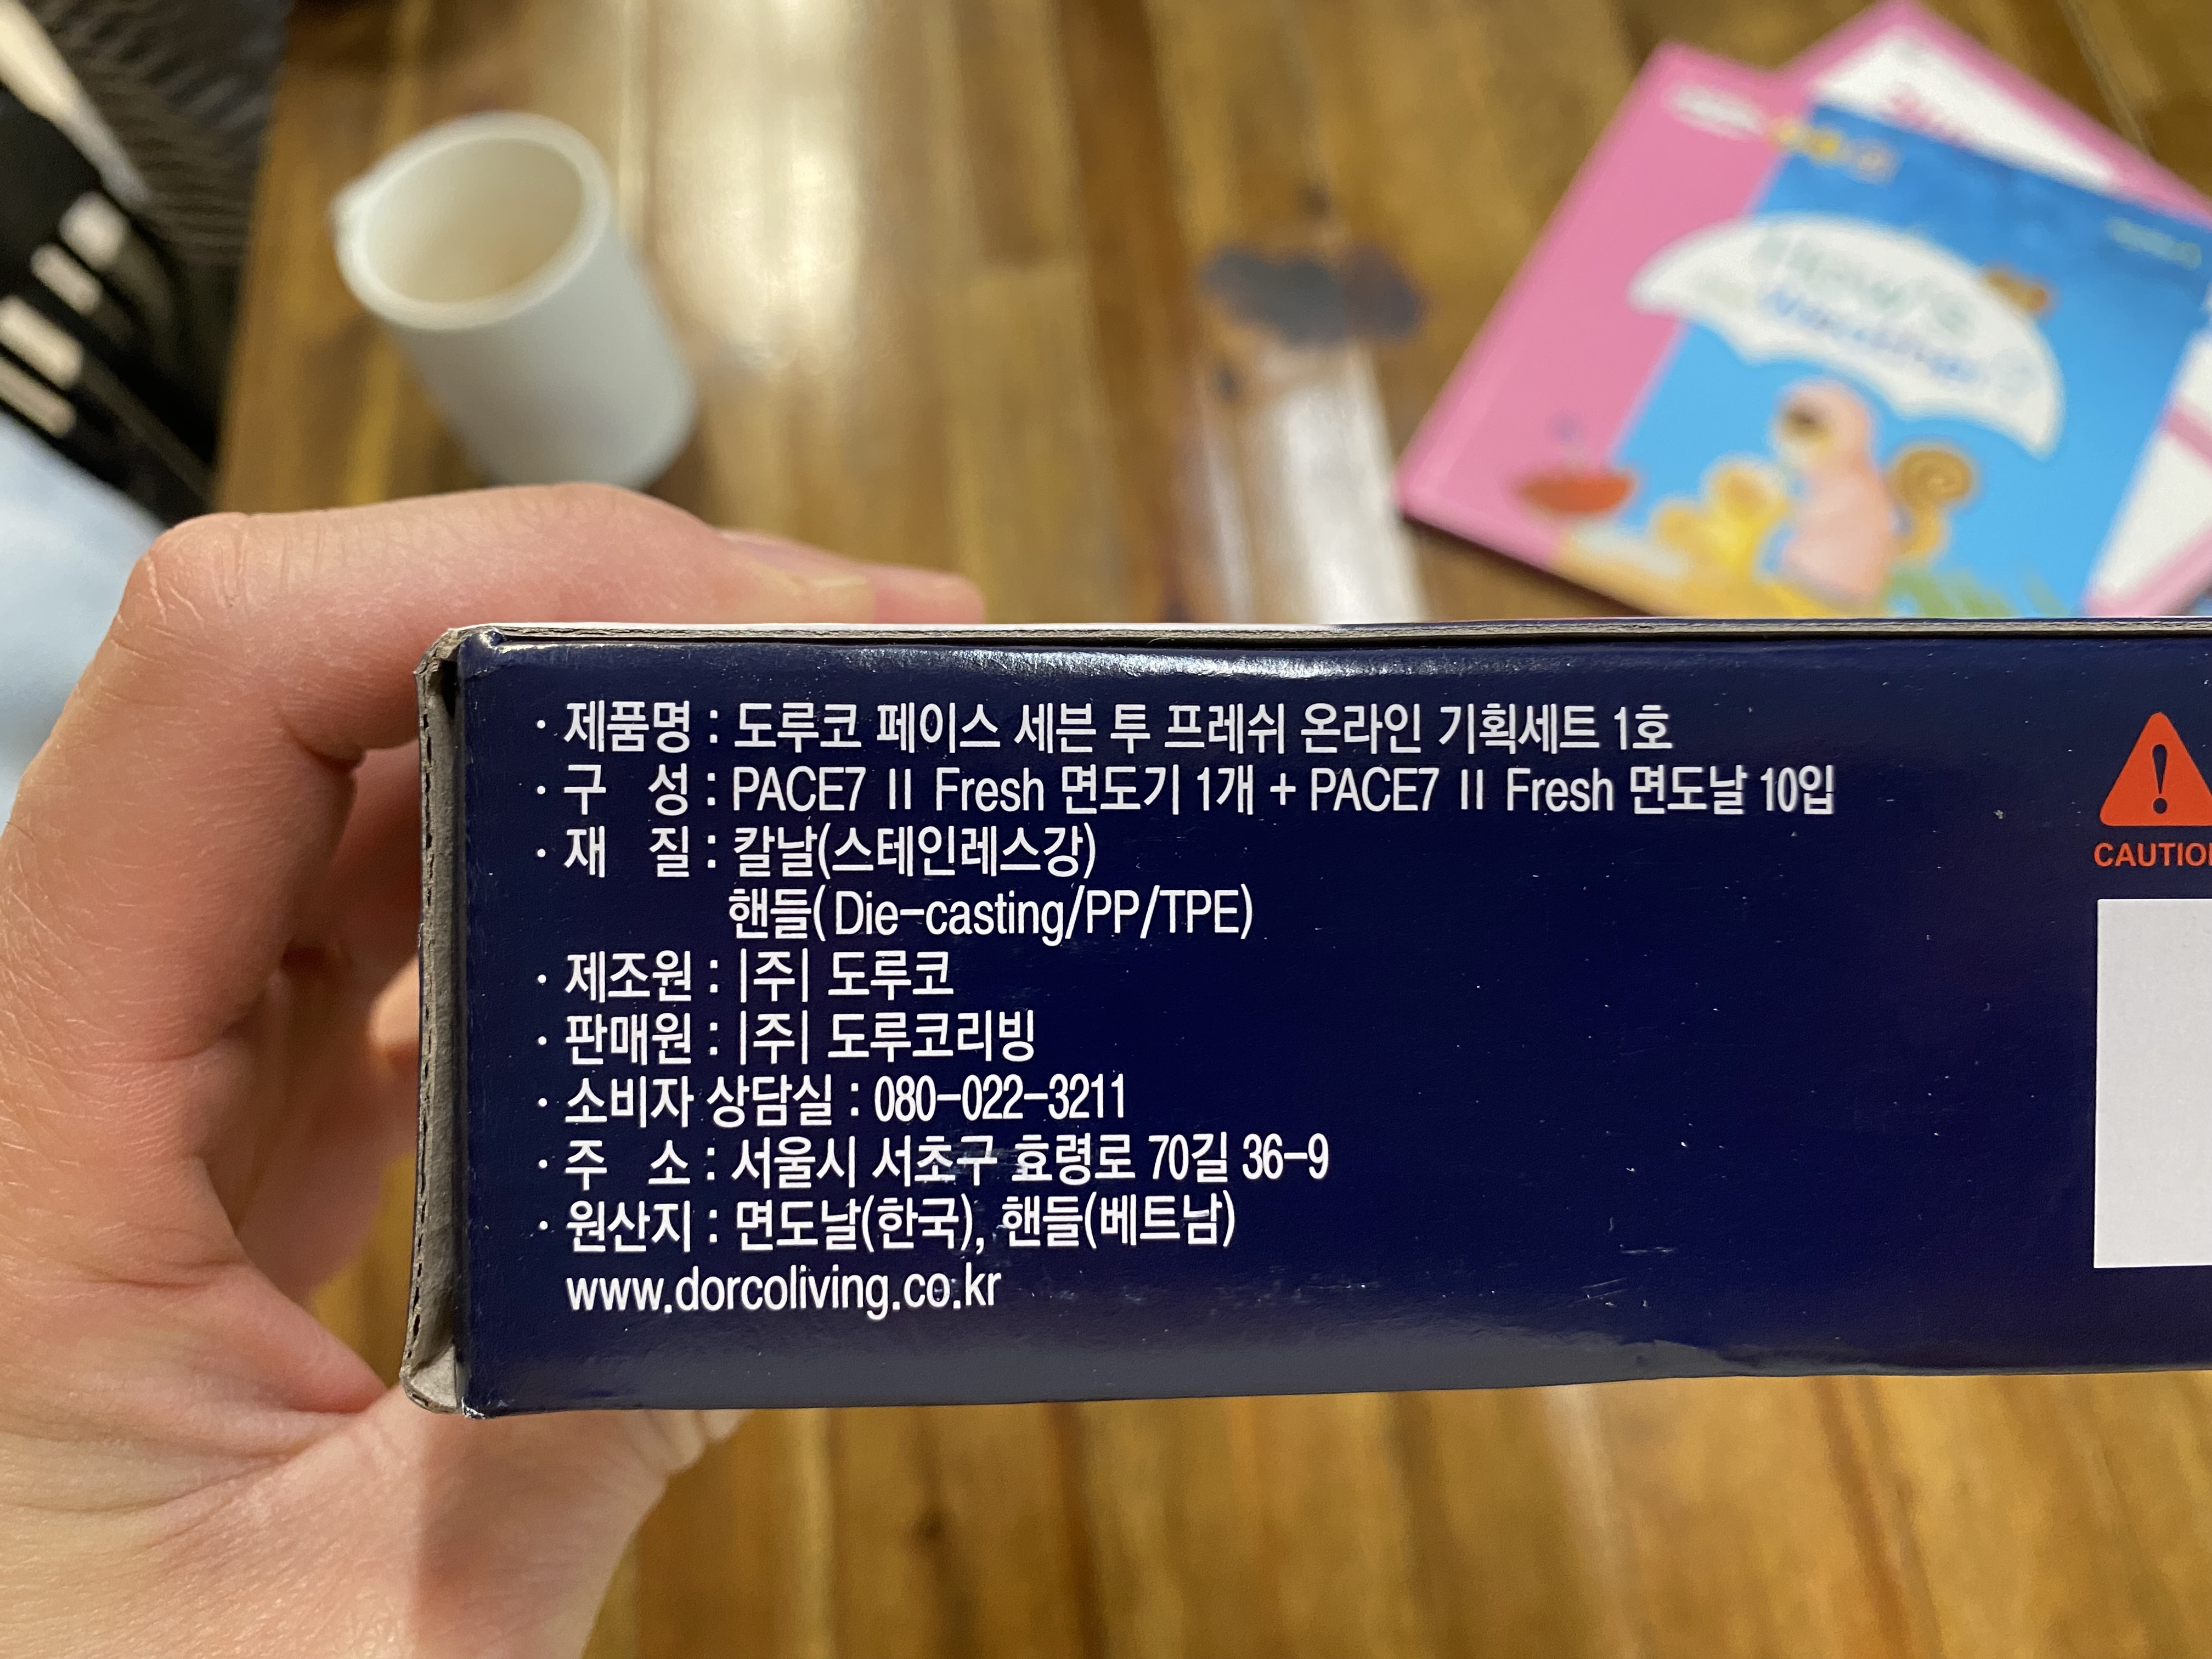 · 제품명 : 도루코 페이스 세븐 투 프레쉬 온라인 기획세트 1호
· 구 성 : PACE7 II Fresh 면도기 1개 + PACE7 II Fresh 면도날 10입
· 재 질 : 칼날(스테인레스강)
핸들(Die-casting/PP/TPE)
· 제조원 : |주| 도루코
· 판매원 : |주| 도루코리빙
· 소비자 상담실 : 080-022-3211
· 주 소 : 서울시 서초구 효령로 70길 36-9
· 원산지 : 면도날(한국), 핸들(베트남)
www.dorcoliving.co.kr
CAUTION